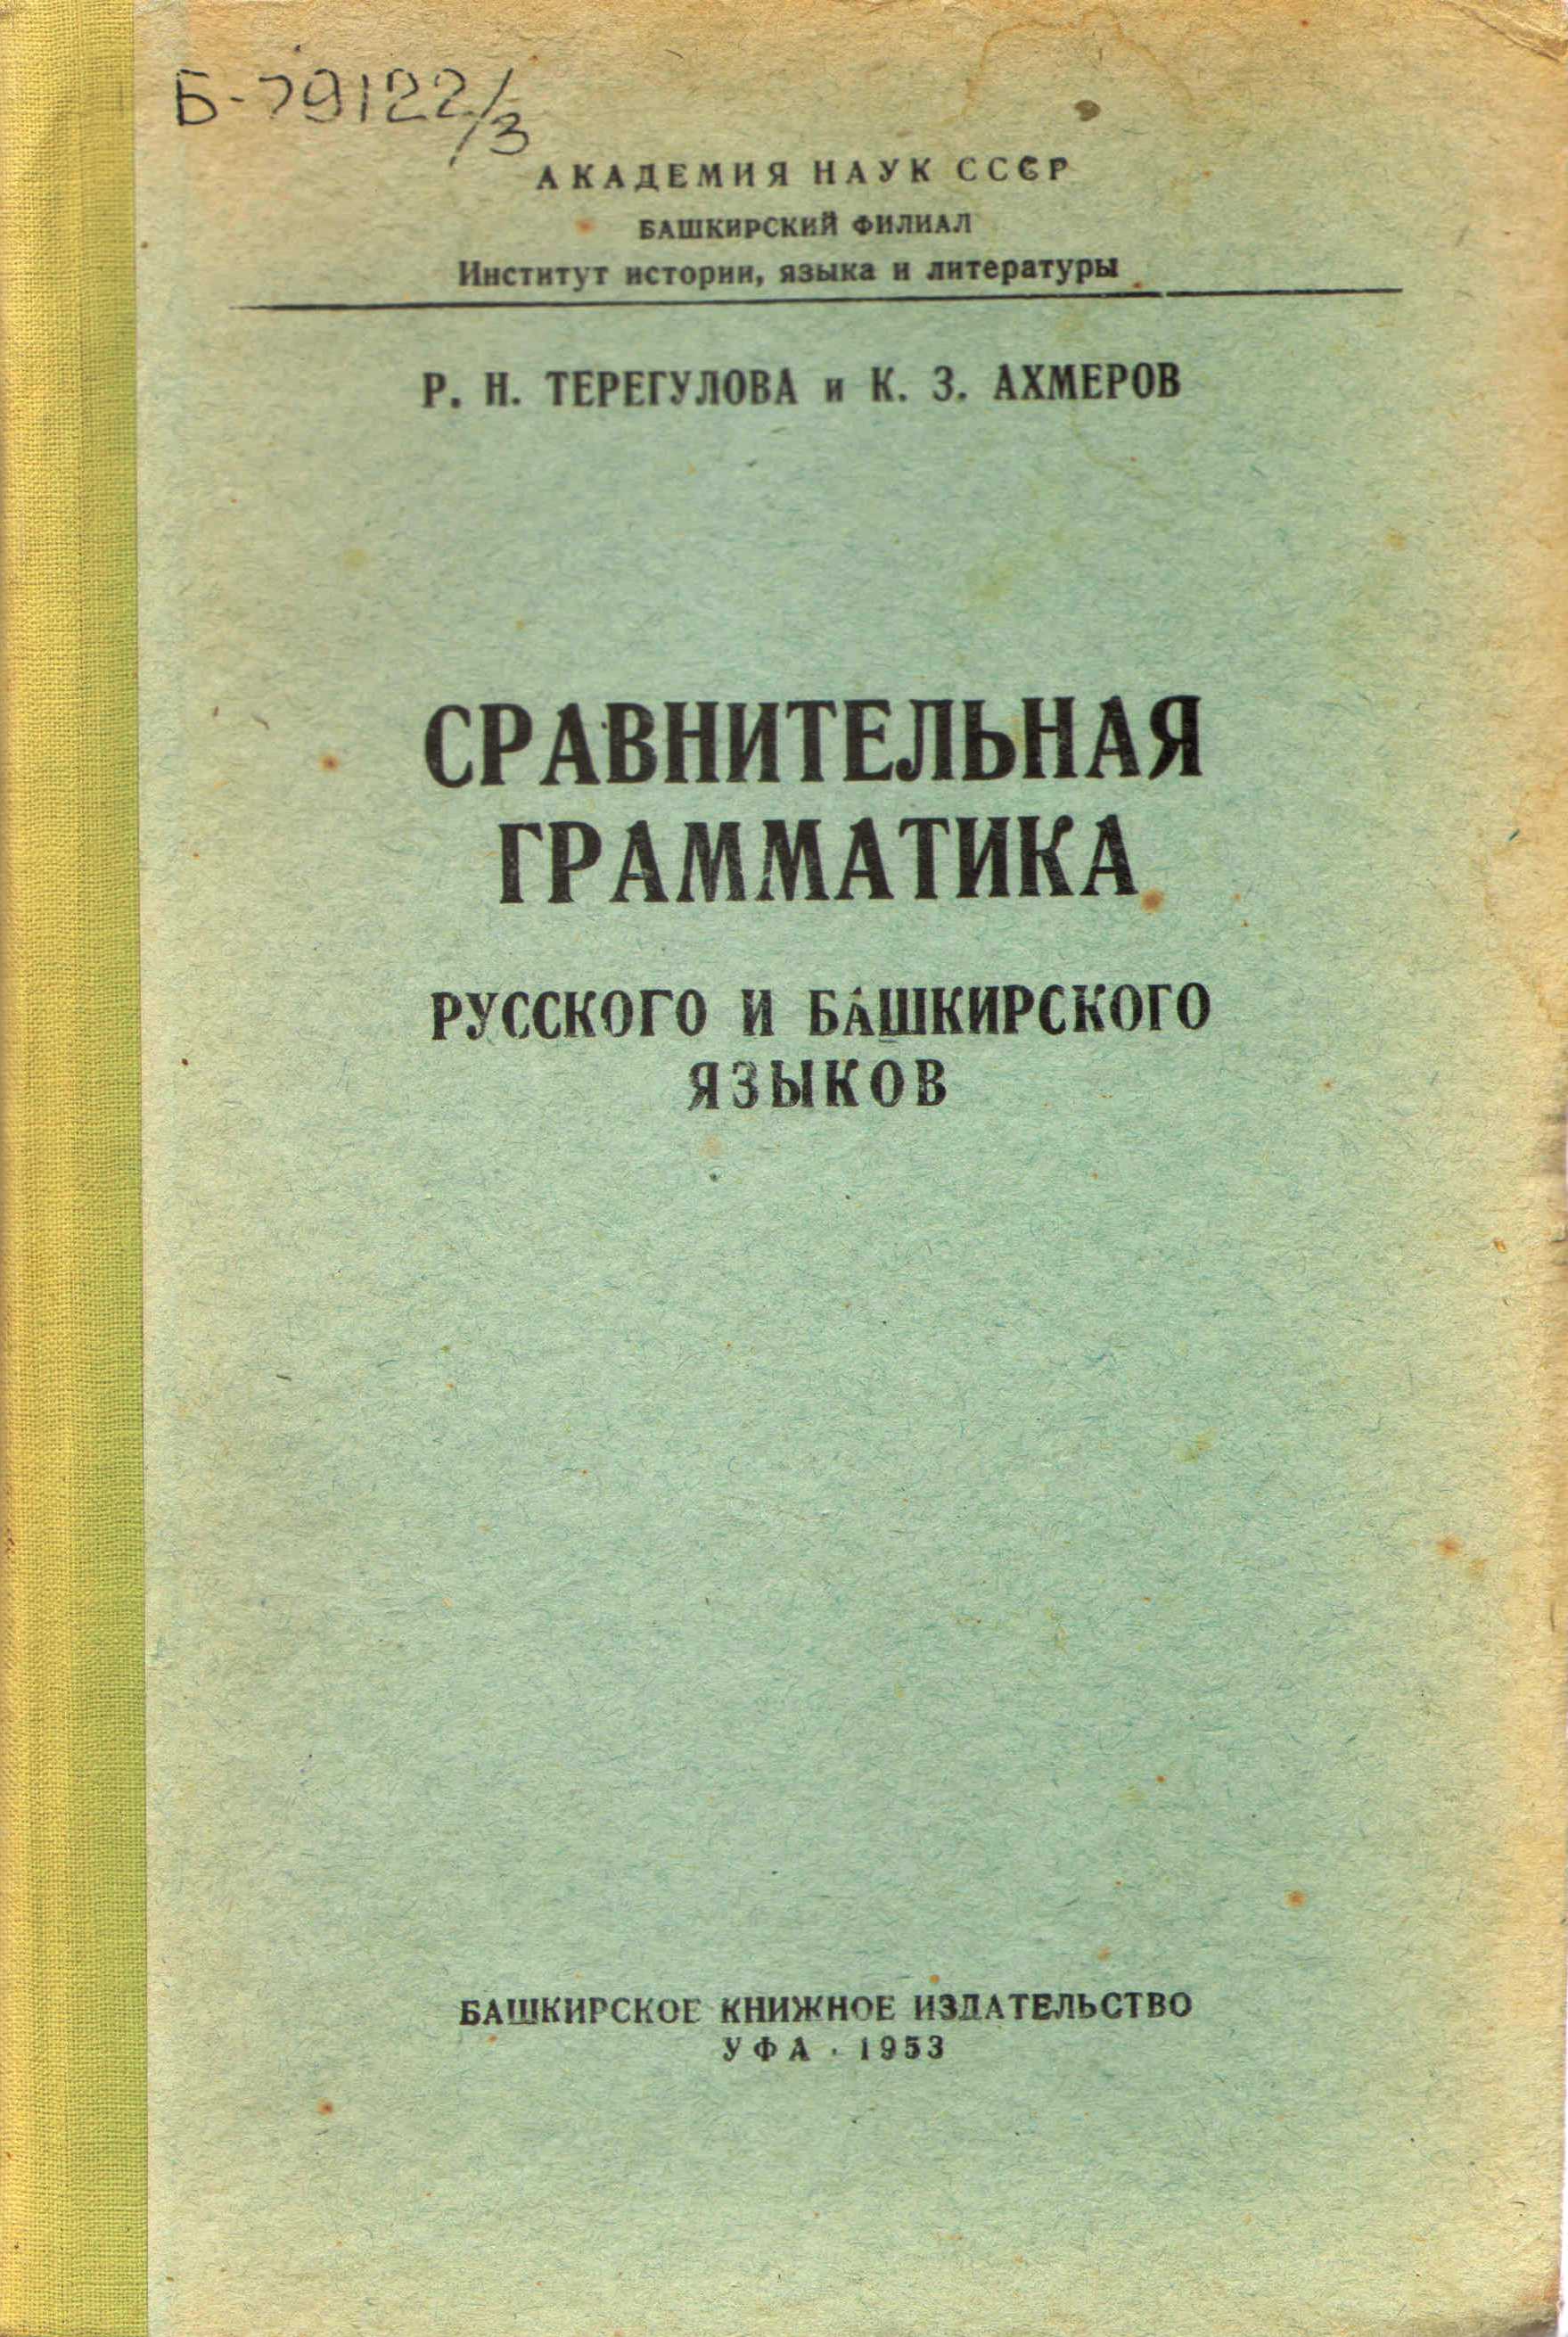 Б-79122/3
АКАДЕМИЯ НАУК СССР
БАШКИРСКИЙ ФИЛИАЛ
Институт истории, языка и литературы
Р. Н. ТЕРЕГУЛОВА и К. З. АХМЕРОВ
СРАВНИТЕЛЬНАЯ
ГРАММАТИКА
РУССКОГО И БАШКИРСКОГО
ЯЗЫКОВ
БАШКИРСКОЕ КНИЖНОЕ ИЗДАТЕЛЬСТВО
УФА · 1953